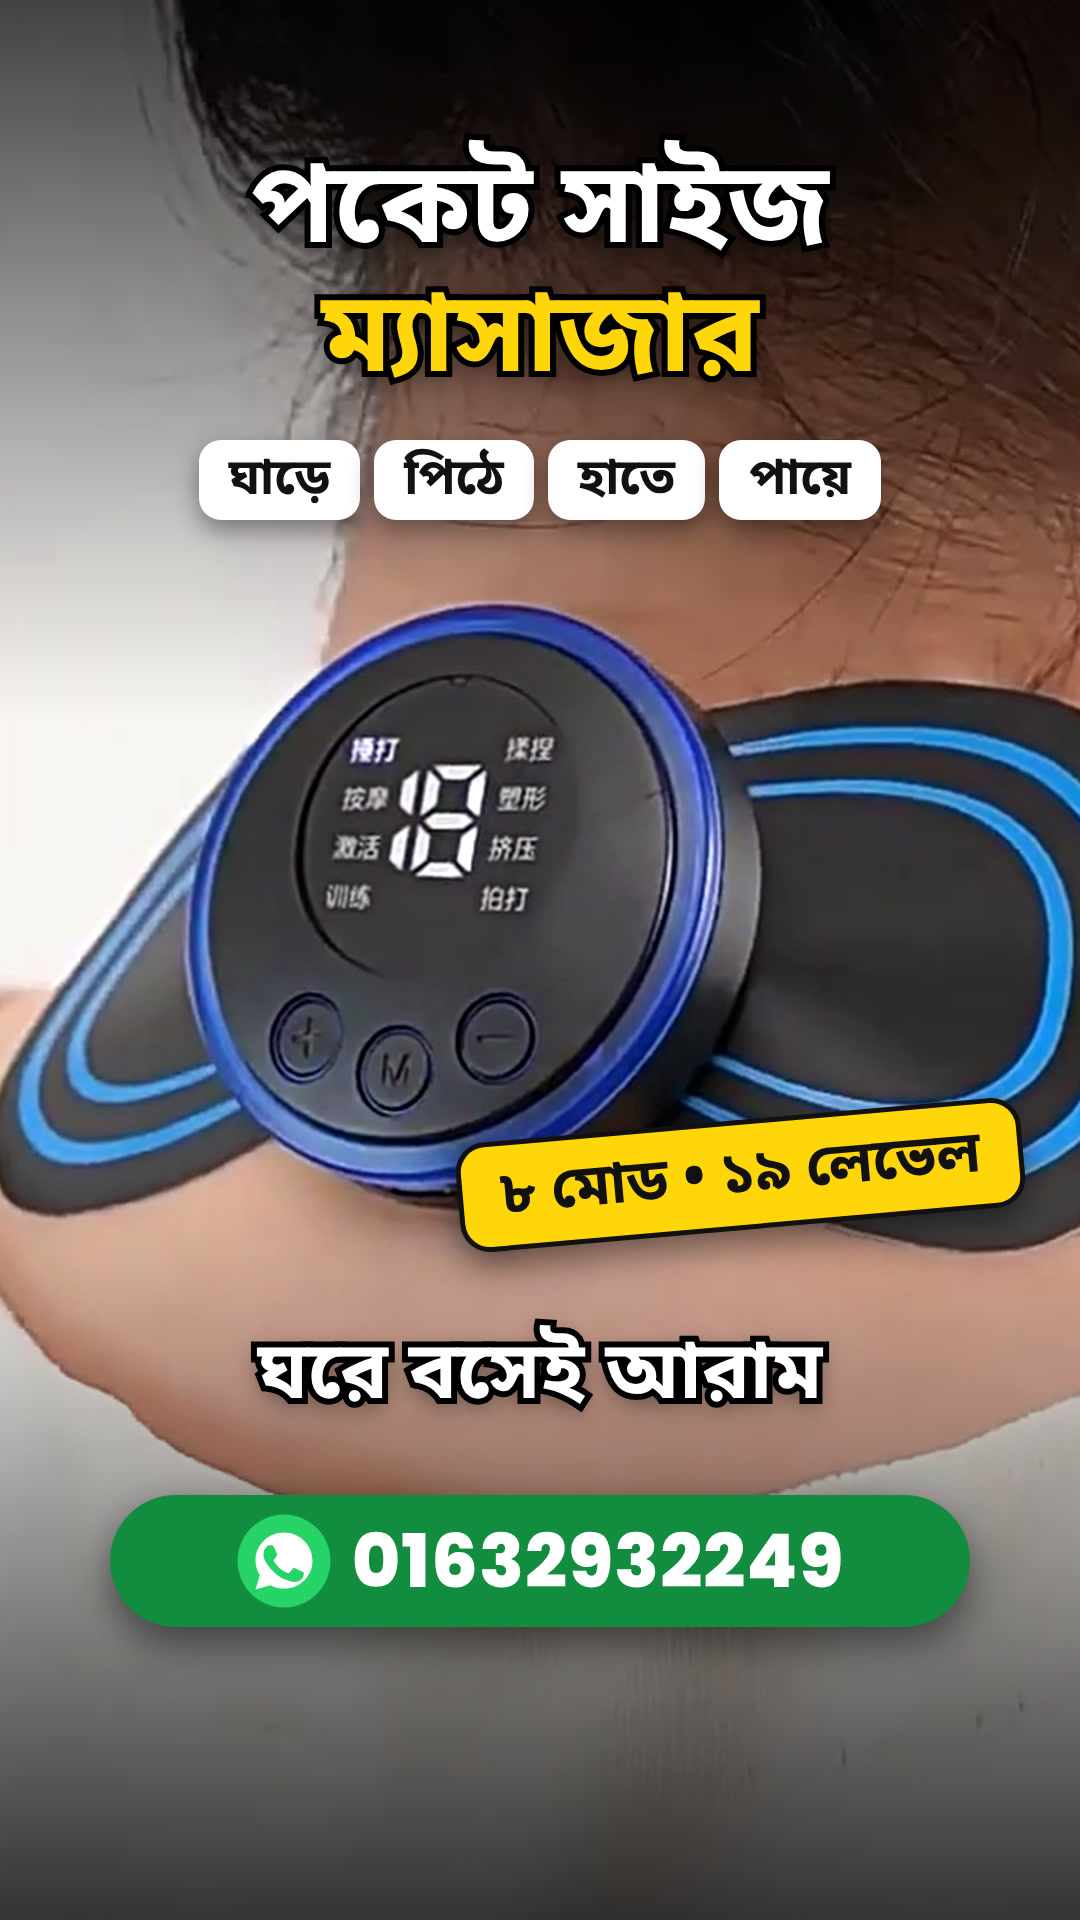 পকেট সাইজ
ম্যাসাজার
ঘাড়ে পিঠে হাতে পায়ে
捶打 揉捏
按摩 18 塑形
激活 挤压
训练 拍打
+ M −
৮ মোড • ১৯ লেভেল
ঘরে বসেই আরাম
01632932249